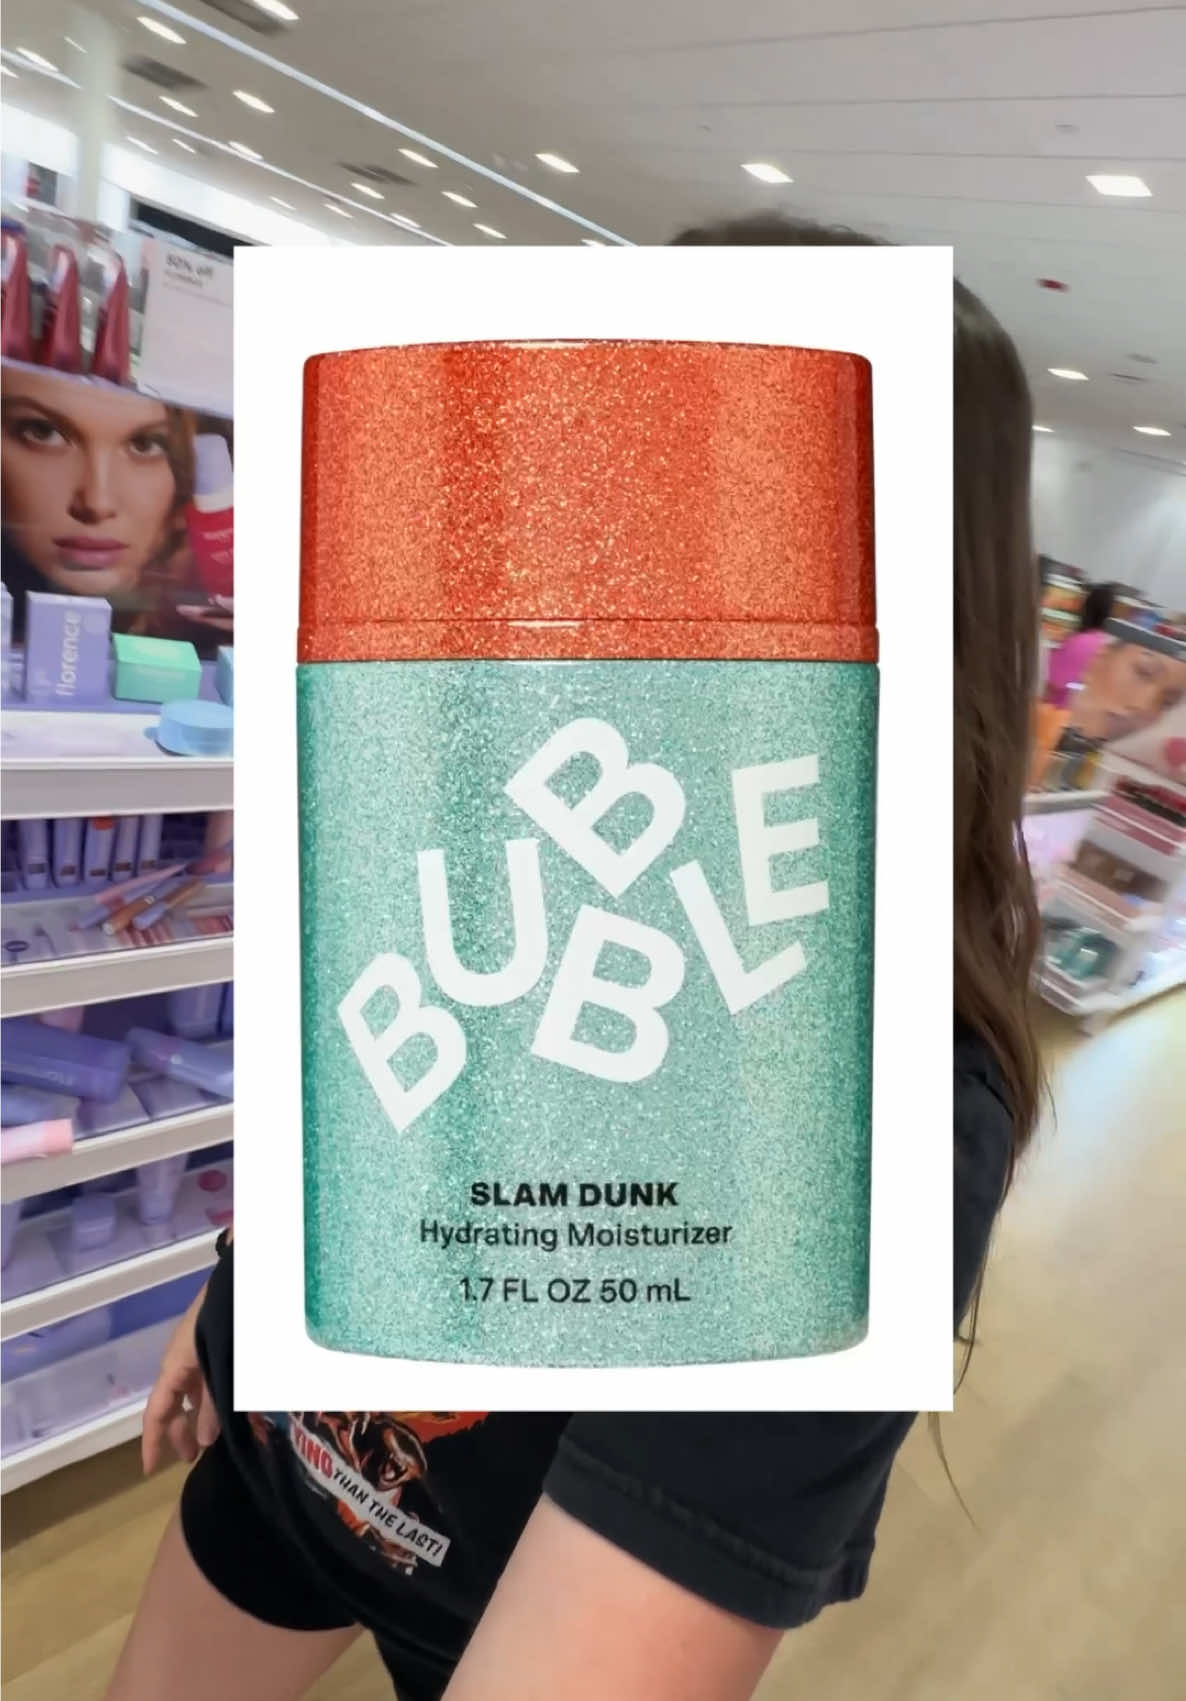 50% off
florence
BUBBLE
SLAM DUNK
Hydrating Moisturizer
1.7 FL OZ 50 mL
THAN THE LAST!